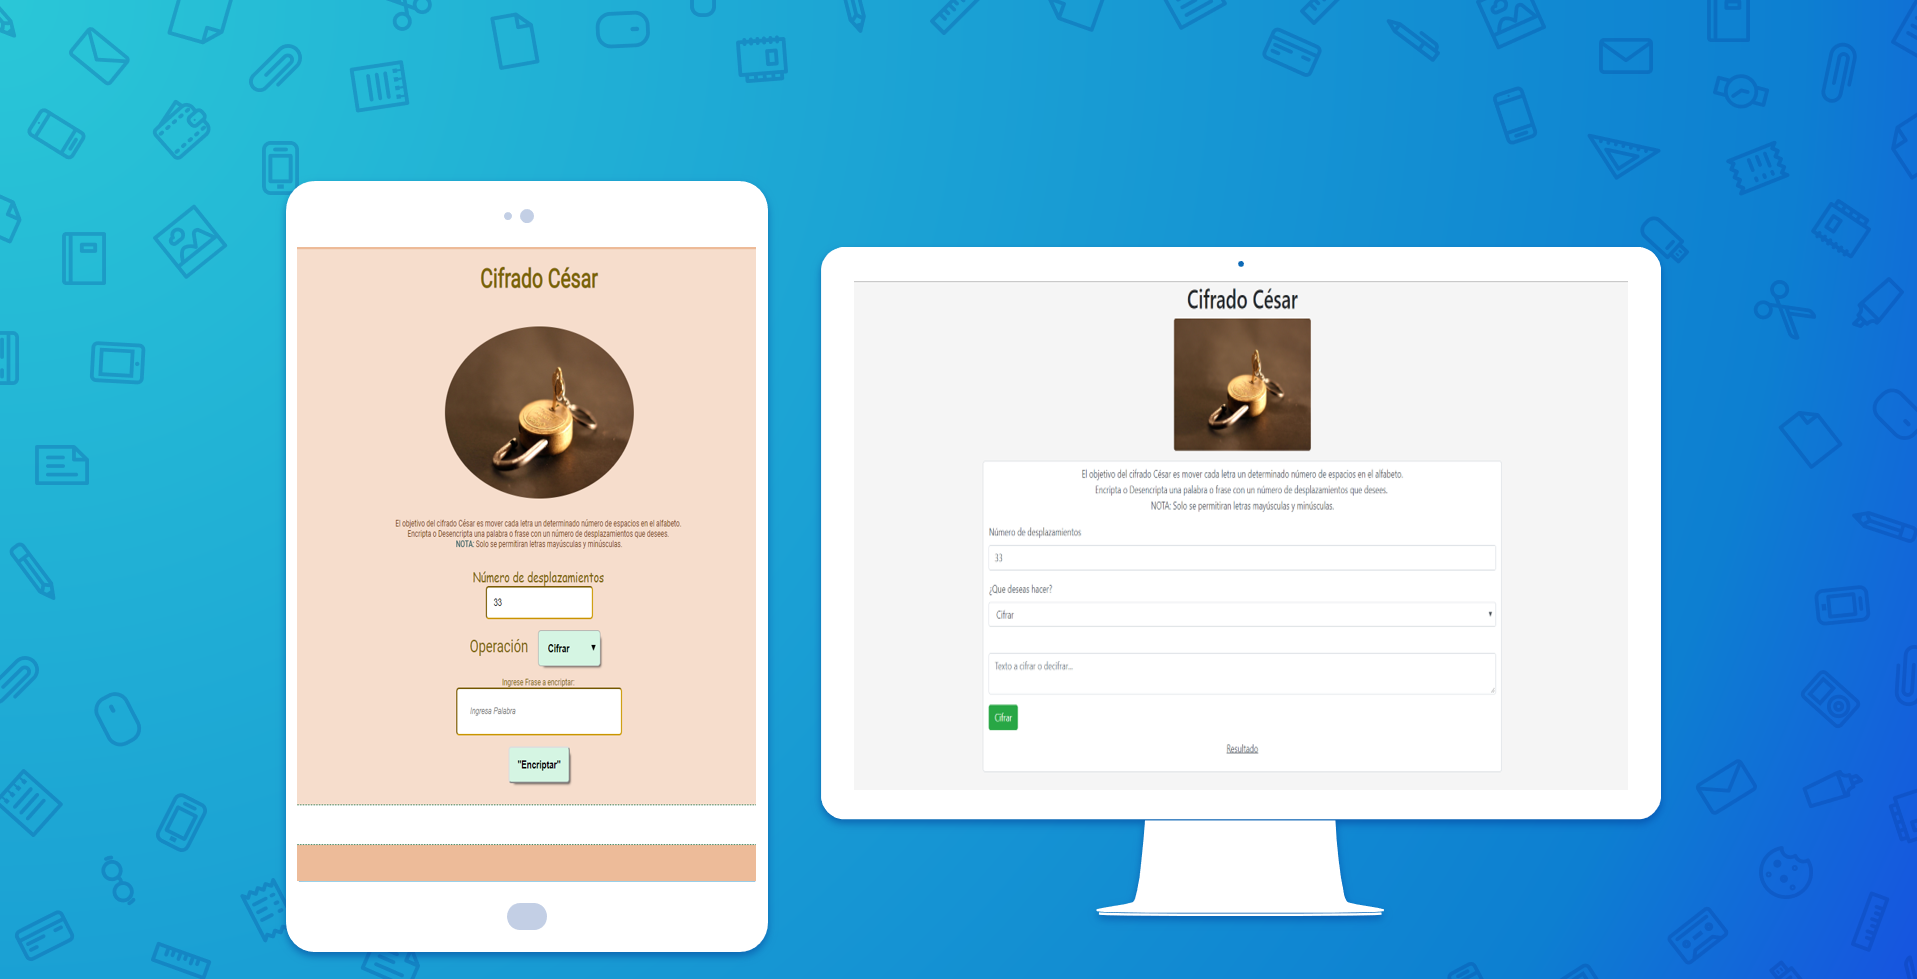 Cifrado César
El objetivo del cifrado César es mover cada letra un determinado número de espacios en el alfabeto.
Encripta o Desencripta una palabra o frase con un número de desplazamientos que desees.
NOTA: Solo se permitiran letras mayúsculas y minúsculas.
Número de desplazamientos
33
Operación Cifrar
Ingrese Frase a encriptar:
Ingresa Palabra
"Encriptar"
Cifrado César
El objetivo del cifrado César es mover cada letra un determinado número de espacios en el alfabeto.
Encripta o Desencripta una palabra o frase con un número de desplazamientos que desees.
NOTA: Solo se permitiran letras mayúsculas y minúsculas.
Número de desplazamientos
33
¿Que deseas hacer?
Cifrar
Texto a cifrar o decifrar...
Cifrar
Resultado